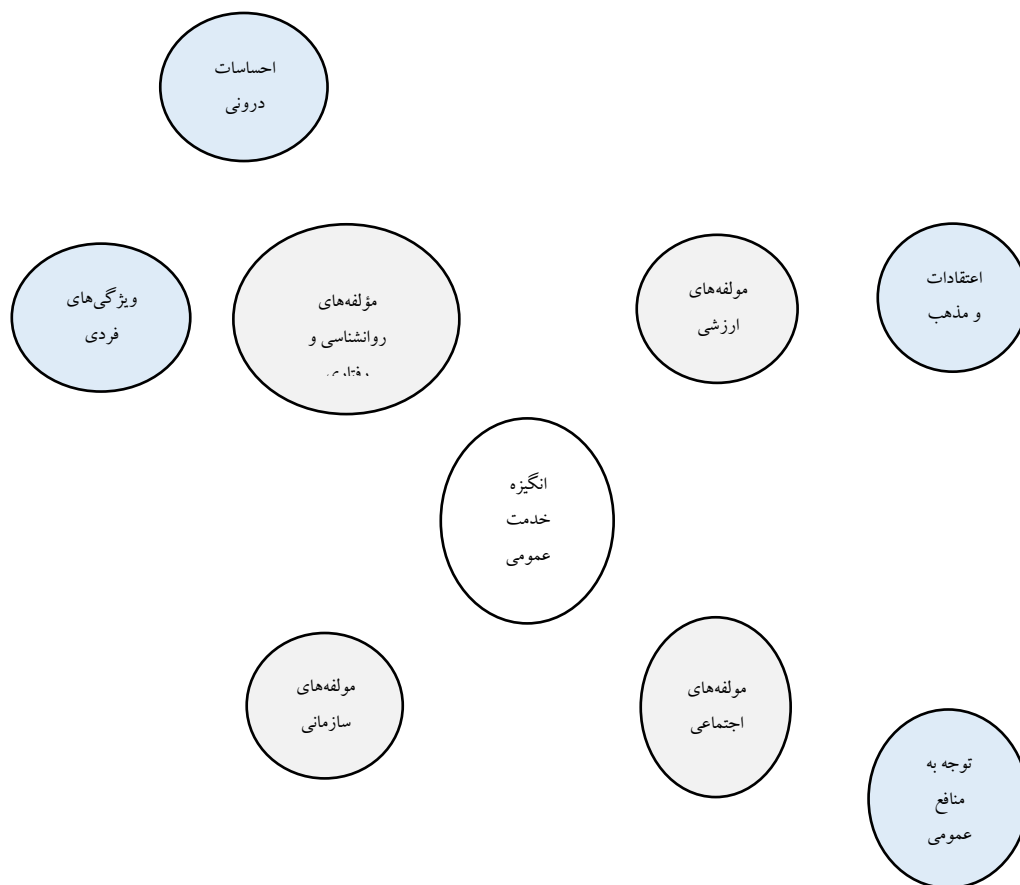 احساسات
درونی
اعتقادات
و مذهب
مولفه‌های
ارزشی
مؤلفه‌های
روانشناسی و
رفتاری
ویژگی‌های
فردی
انگیزه
خدمت
عمومی
مولفه‌های
اجتماعی
مولفه‌های
سازمانی
توجه به
منافع
عمومی